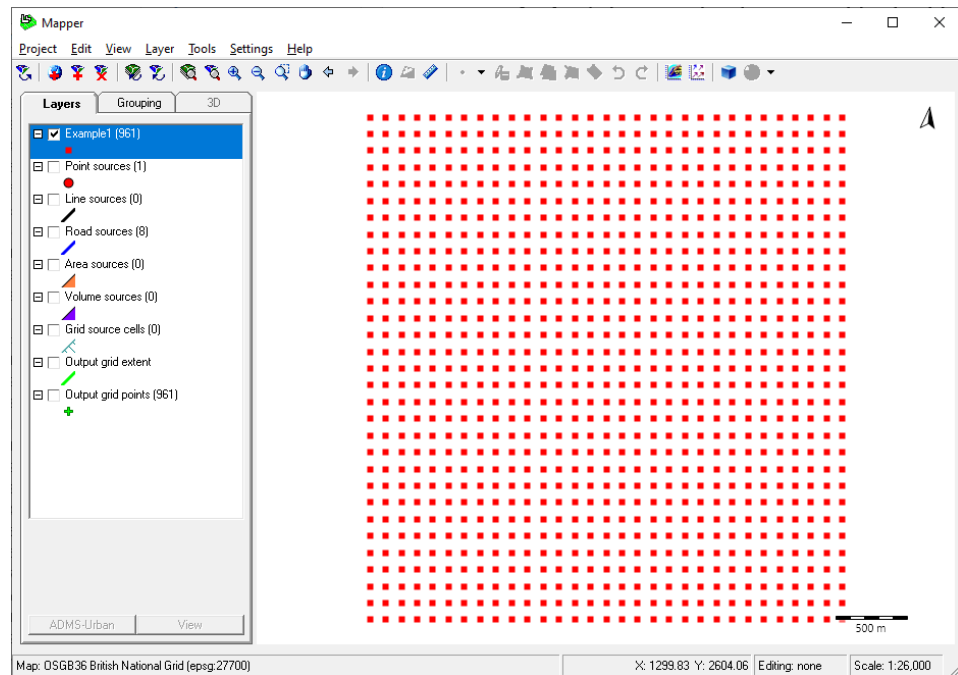 Mapper
Project Edit View Layer Tools Settings Help
Layers Grouping 3D
Example1 (961)
Point sources (1)
Line sources (0)
Road sources (8)
Area sources (0)
Volume sources (0)
Grid source cells (0)
Output grid extent
Output grid points (961)
500 m
ADMS-Urban View
Map: OSGB36 British National Grid (epsg:27700) X: 1299.83 Y: 2604.06 Editing: none Scale: 1:26,000